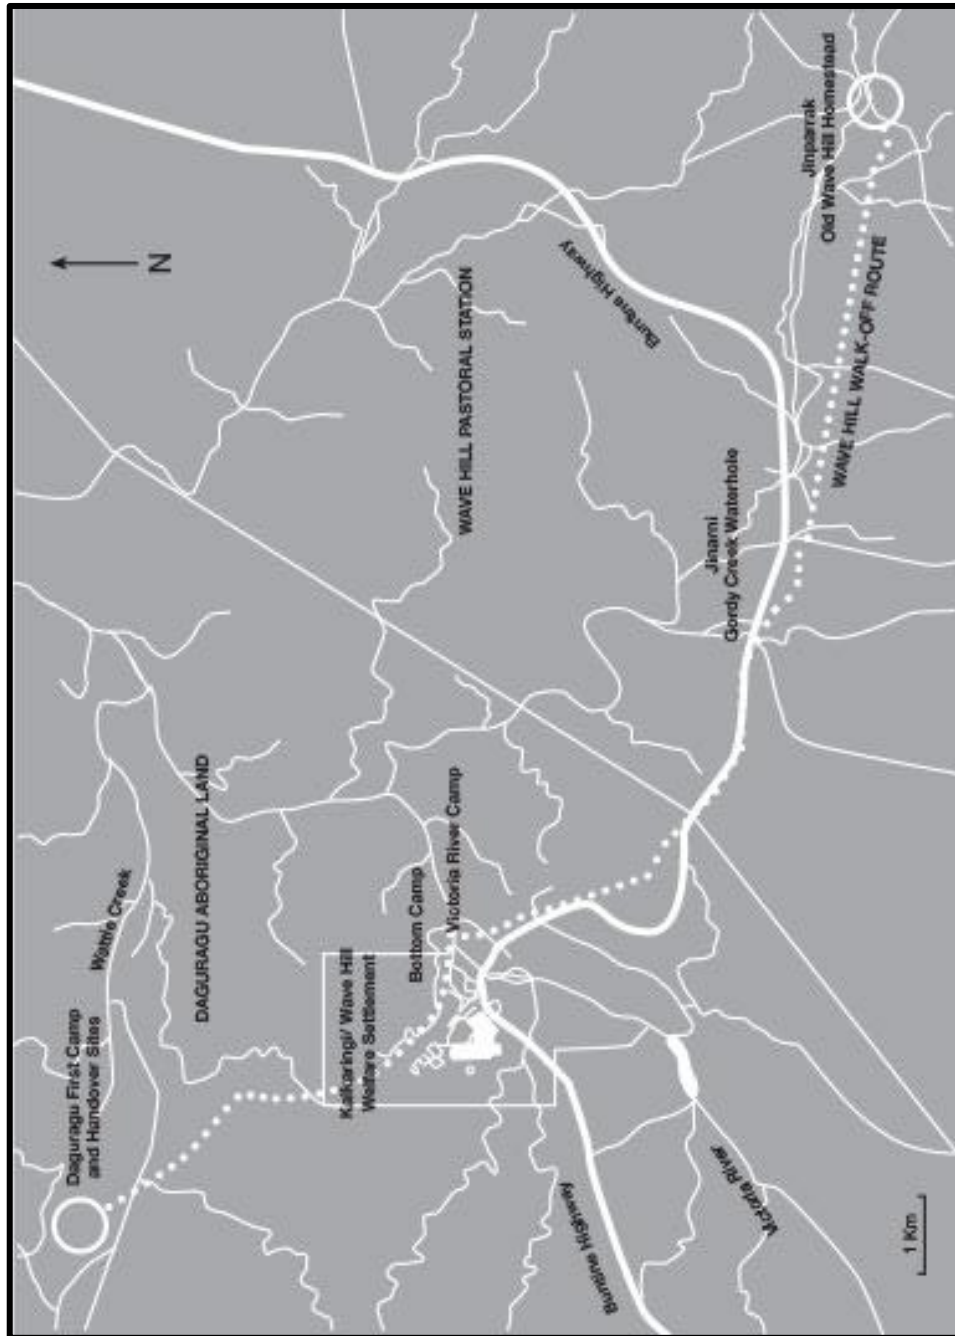 Daguragu First Camp
and Handover Sites
Wattie Creek
DAGURAGU ABORIGINAL LAND
Kalkaringi/ Wave Hill
Welfare Settlement
Bottom Camp
Victoria River Camp
Buntine Highway
Victoria River
1 Km
N
WAVE HILL PASTORAL STATION
Buntine Highway
Jinarni
Gordy Creek Waterhole
Jinparrak
Old Wave Hill Homestead
WAVE HILL WALK-OFF ROUTE